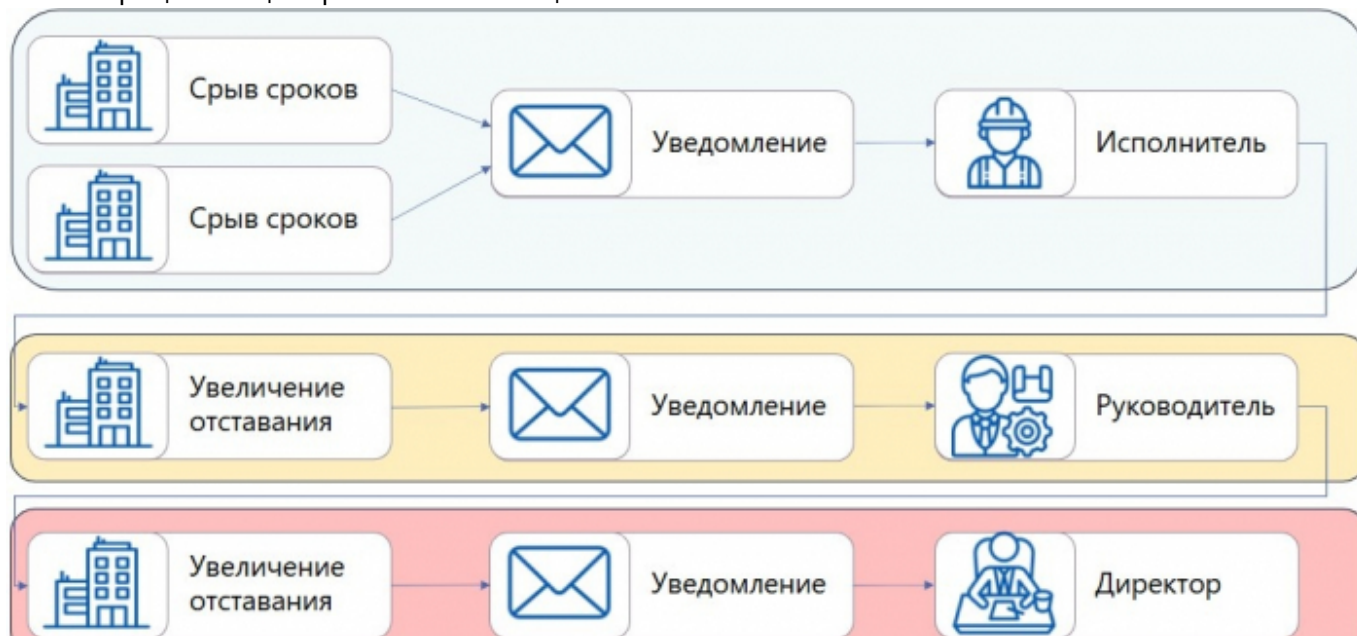 Срыв сроков
Уведомление
Исполнитель
Срыв сроков
Увеличение
отставания
Уведомление
Руководитель
Увеличение
отставания
Уведомление
Директор